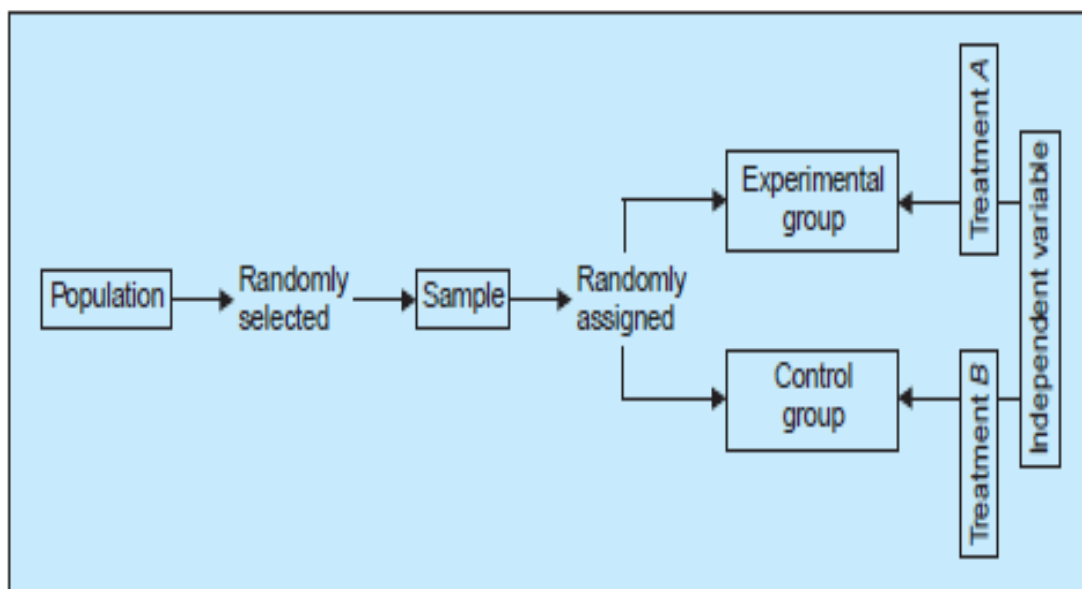 Population
Randomly
selected
Sample
Randomly
assigned
Experimental
group
Control
group
Treatment A
Treatment B
Independent variable